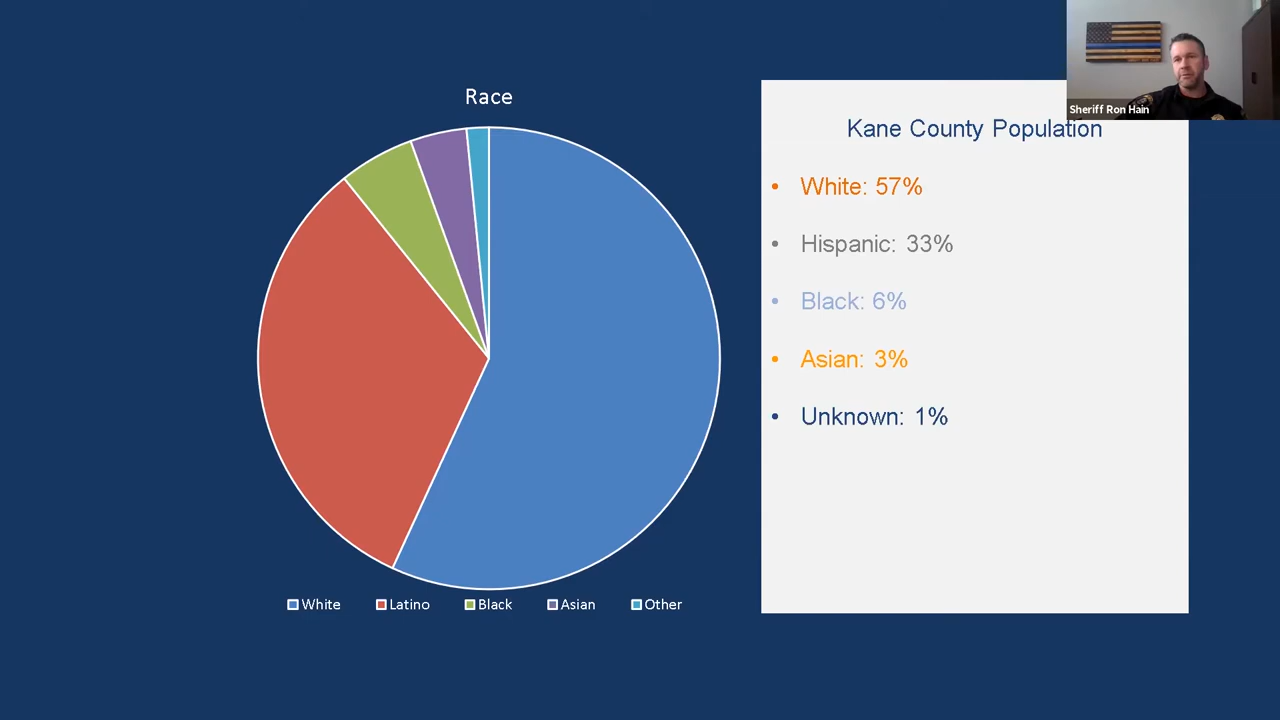 Race
White
Latino
Black
Asian
Other
Kane County Population
• White: 57%
• Hispanic: 33%
• Black: 6%
• Asian: 3%
• Unknown: 1%
Sheriff Ron Hain